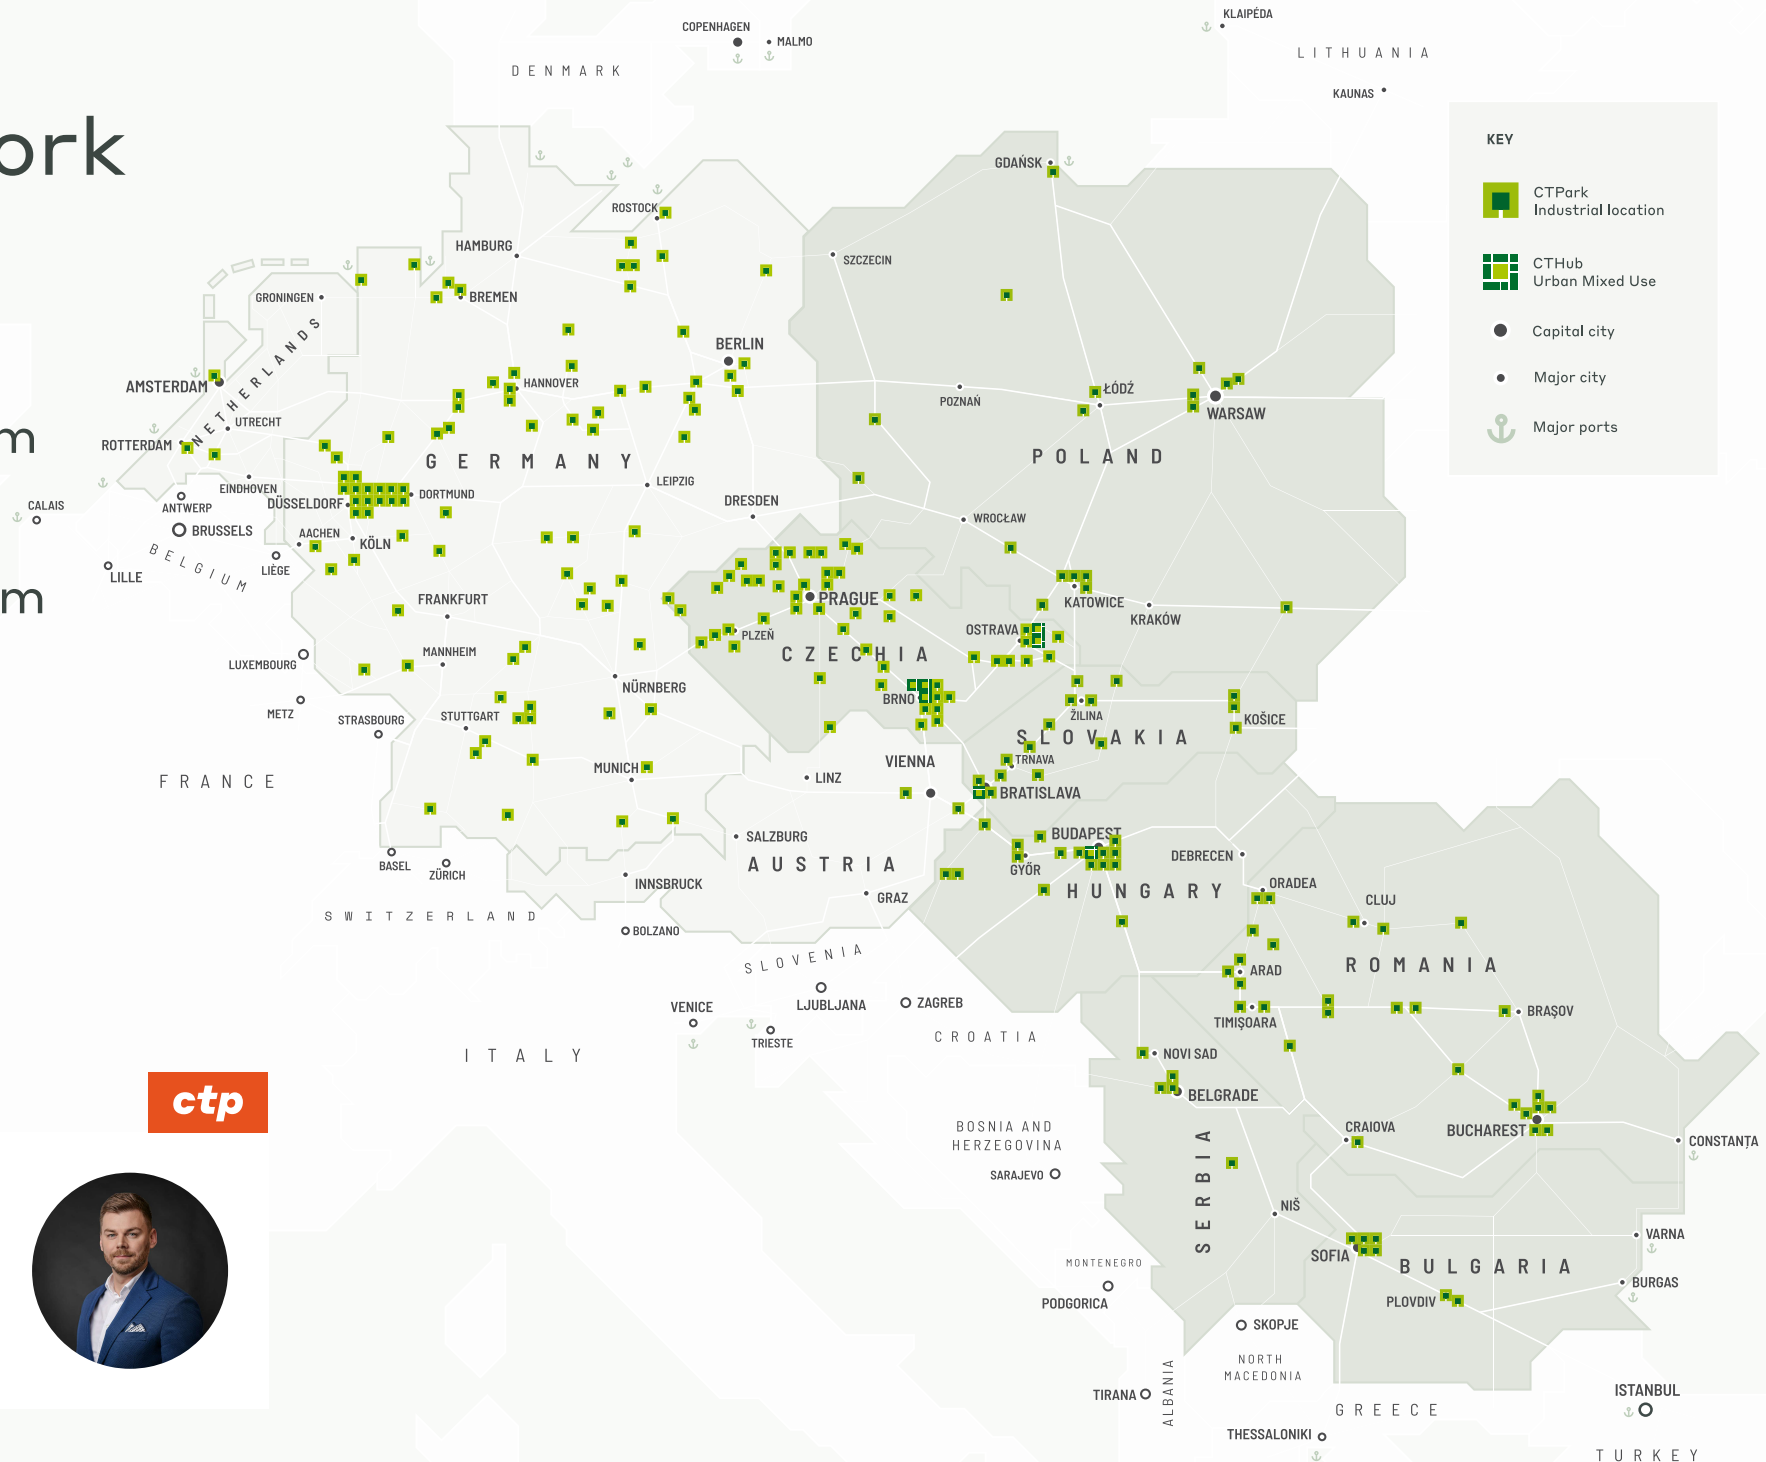 ork
m
m
COPENHAGEN
MALMO
DENMARK
KLAIPÉDA
LITHUANIA
KAUNAS
KEY
CTPark
Industrial location
CTHub
Urban Mixed Use
Capital city
Major city
Major ports
GDAŃSK
ROSTOCK
HAMBURG
SZCZECIN
GRONINGEN
BREMEN
NETHERLANDS
BERLIN
AMSTERDAM
HANNOVER
POZNAŃ
ŁÓDŹ
WARSAW
UTRECHT
ROTTERDAM
GERMANY
POLAND
EINDHOVEN
DORTMUND
LEIPZIG
DRESDEN
CALAIS
ANTWERP
DÜSSELDORF
WROCŁAW
BRUSSELS
AACHEN
KÖLN
BELGIUM
LIÈGE
LILLE
FRANKFURT
PRAGUE
KATOWICE
KRAKÓW
PLZEŇ
OSTRAVA
CZECHIA
LUXEMBOURG
MANNHEIM
NÜRNBERG
BRNO
METZ
STRASBOURG
STUTTGART
ŽILINA
KOŠICE
SLOVAKIA
TRNAVA
VIENNA
FRANCE
MUNICH
LINZ
BRATISLAVA
SALZBURG
BUDAPEST
DEBRECEN
BASEL
ZÜRICH
AUSTRIA
GYŐR
INNSBRUCK
GRAZ
HUNGARY
ORADEA
CLUJ
SWITZERLAND
BOLZANO
SLOVENIA
ROMANIA
ARAD
VENICE
LJUBLJANA
ZAGREB
TIMIŞOARA
BRAŞOV
TRIESTE
CROATIA
ITALY
NOVI SAD
BELGRADE
ctp
BOSNIA AND
HERZEGOVINA
CRAIOVA
BUCHAREST
CONSTANȚA
SARAJEVO
SERBIA
NIŠ
VARNA
SOFIA
BULGARIA
MONTENEGRO
BURGAS
PODGORICA
PLOVDIV
SKOPJE
NORTH
MACEDONIA
ALBANIA
TIRANA
ISTANBUL
GREECE
THESSALONIKI
TURKEY